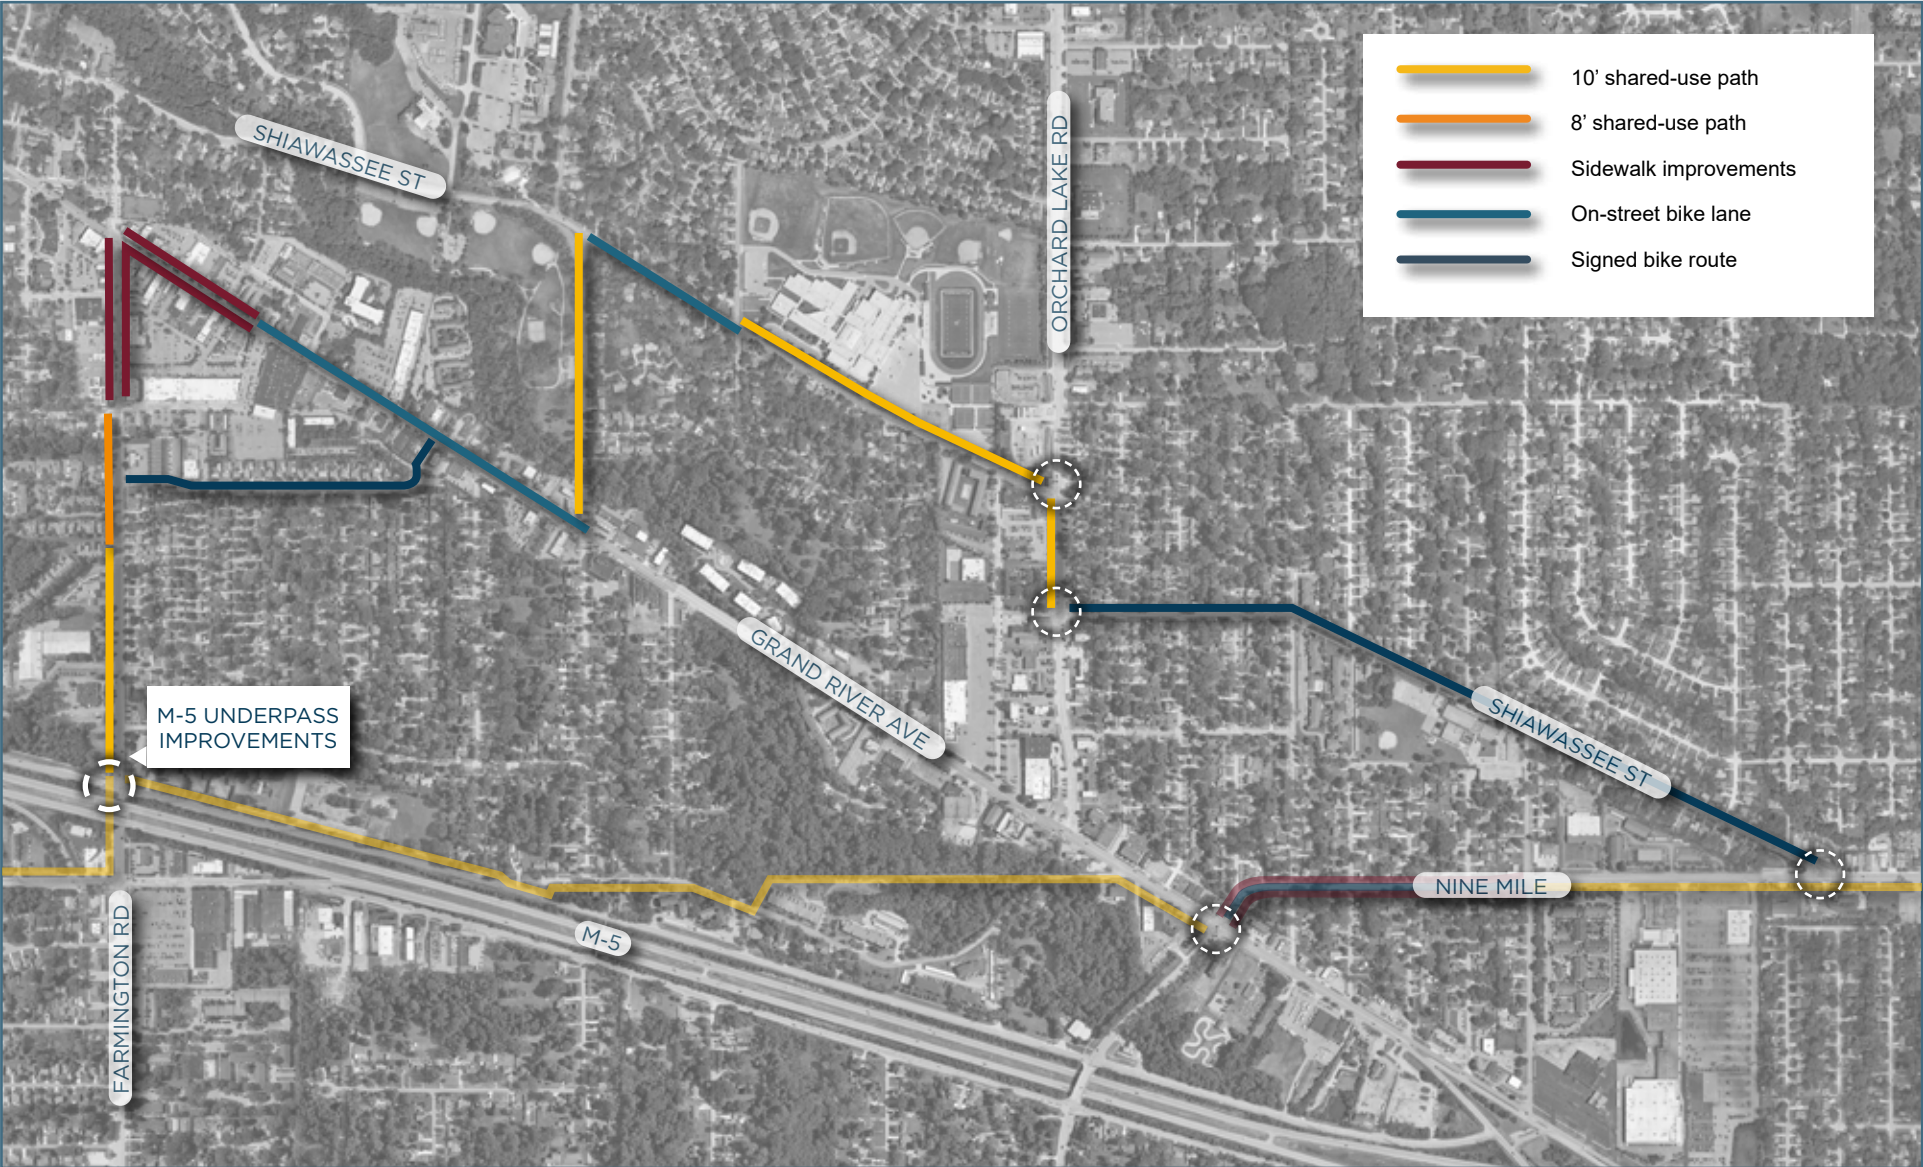 10' shared-use path
8' shared-use path
Sidewalk improvements
On-street bike lane
Signed bike route
SHIAWASSEE ST
ORCHARD LAKE RD
GRAND RIVER AVE
M-5 UNDERPASS
IMPROVEMENTS
SHIAWASSEE ST
NINE MILE
M-5
FARMINGTON RD